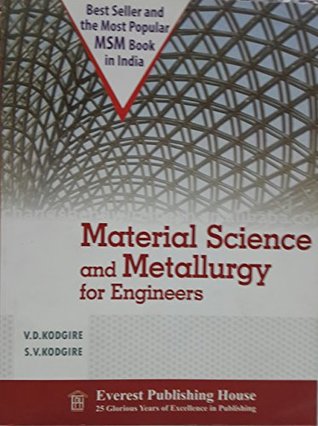 Best Seller and
the Most Popular
MSM Book
in India
Material Science
and Metallurgy
for Engineers
V.D.KODGIRE
S.V.KODGIRE
Everest Publishing House
25 Glorious Years of Excellence in Publishing